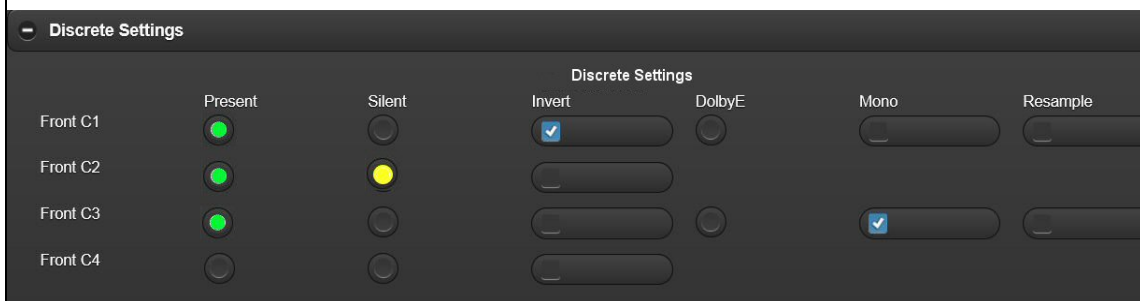 Discrete Settings
Discrete Settings
Present Silent Invert DolbyE Mono Resample
Front C1
Front C2
Front C3
Front C4